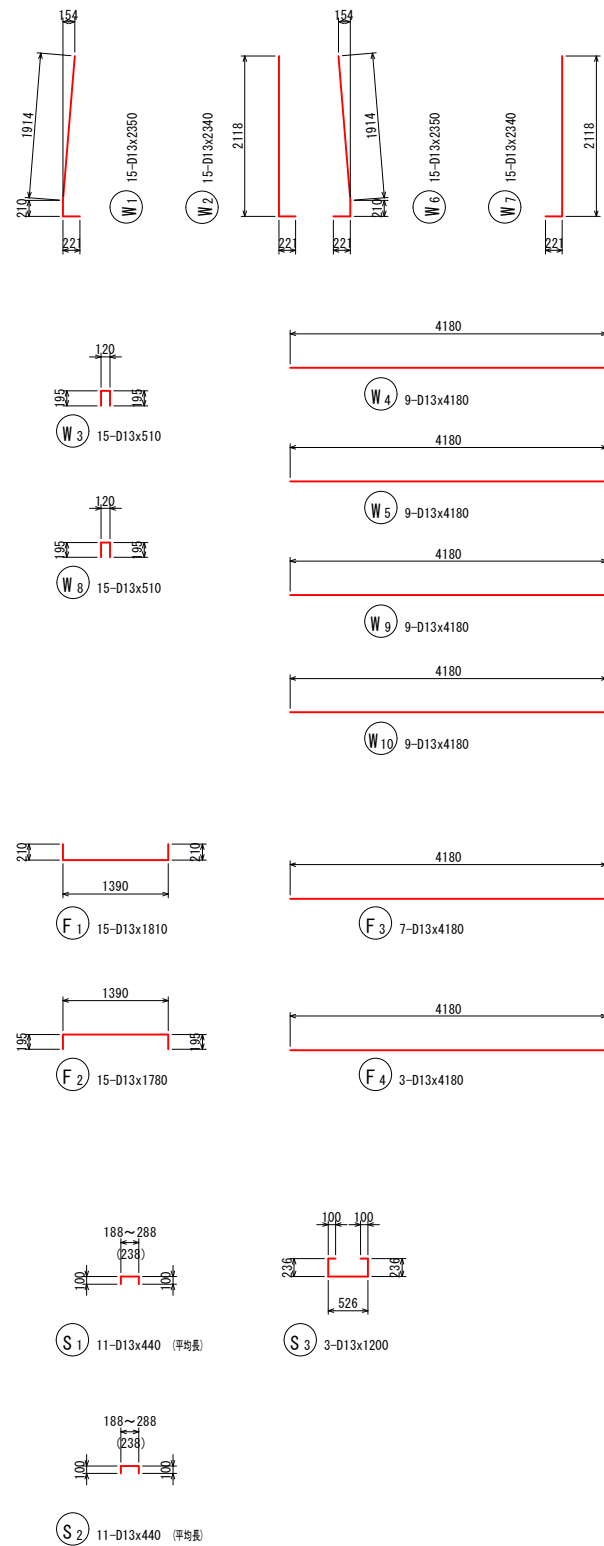 154
1914
210
221
W1 15-D13x2350
W2 15-D13x2340
2118
221
154
1914
210
221
W6 15-D13x2350
W7 15-D13x2340
2118
221
120
195
195
W3 15-D13x510
4180
W4 9-D13x4180
4180
W5 9-D13x4180
120
195
195
W8 15-D13x510
4180
W9 9-D13x4180
4180
W10 9-D13x4180
210
210
1390
F1 15-D13x1810
4180
F3 7-D13x4180
1390
195
195
F2 15-D13x1780
4180
F4 3-D13x4180
188～288
(238)
100
100
S1 11-D13x440 (平均長)
100 100
236
236
526
S3 3-D13x1200
188～288
(238)
100
100
S2 11-D13x440 (平均長)